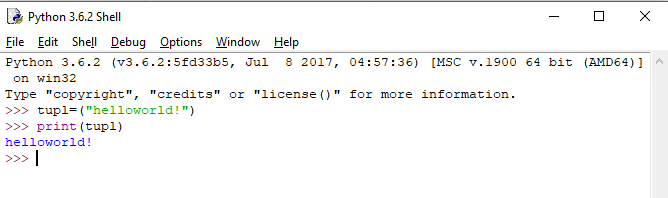 Python 3.6.2 Shell
File Edit Shell Debug Options Window Help
Python 3.6.2 (v3.6.2:5fd33b5, Jul  8 2017, 04:57:36) [MSC v.1900 64 bit (AMD64)]
 on win32
Type "copyright", "credits" or "license()" for more information.
>>> tupl=("helloworld!")
>>> print(tupl)
helloworld!
>>>